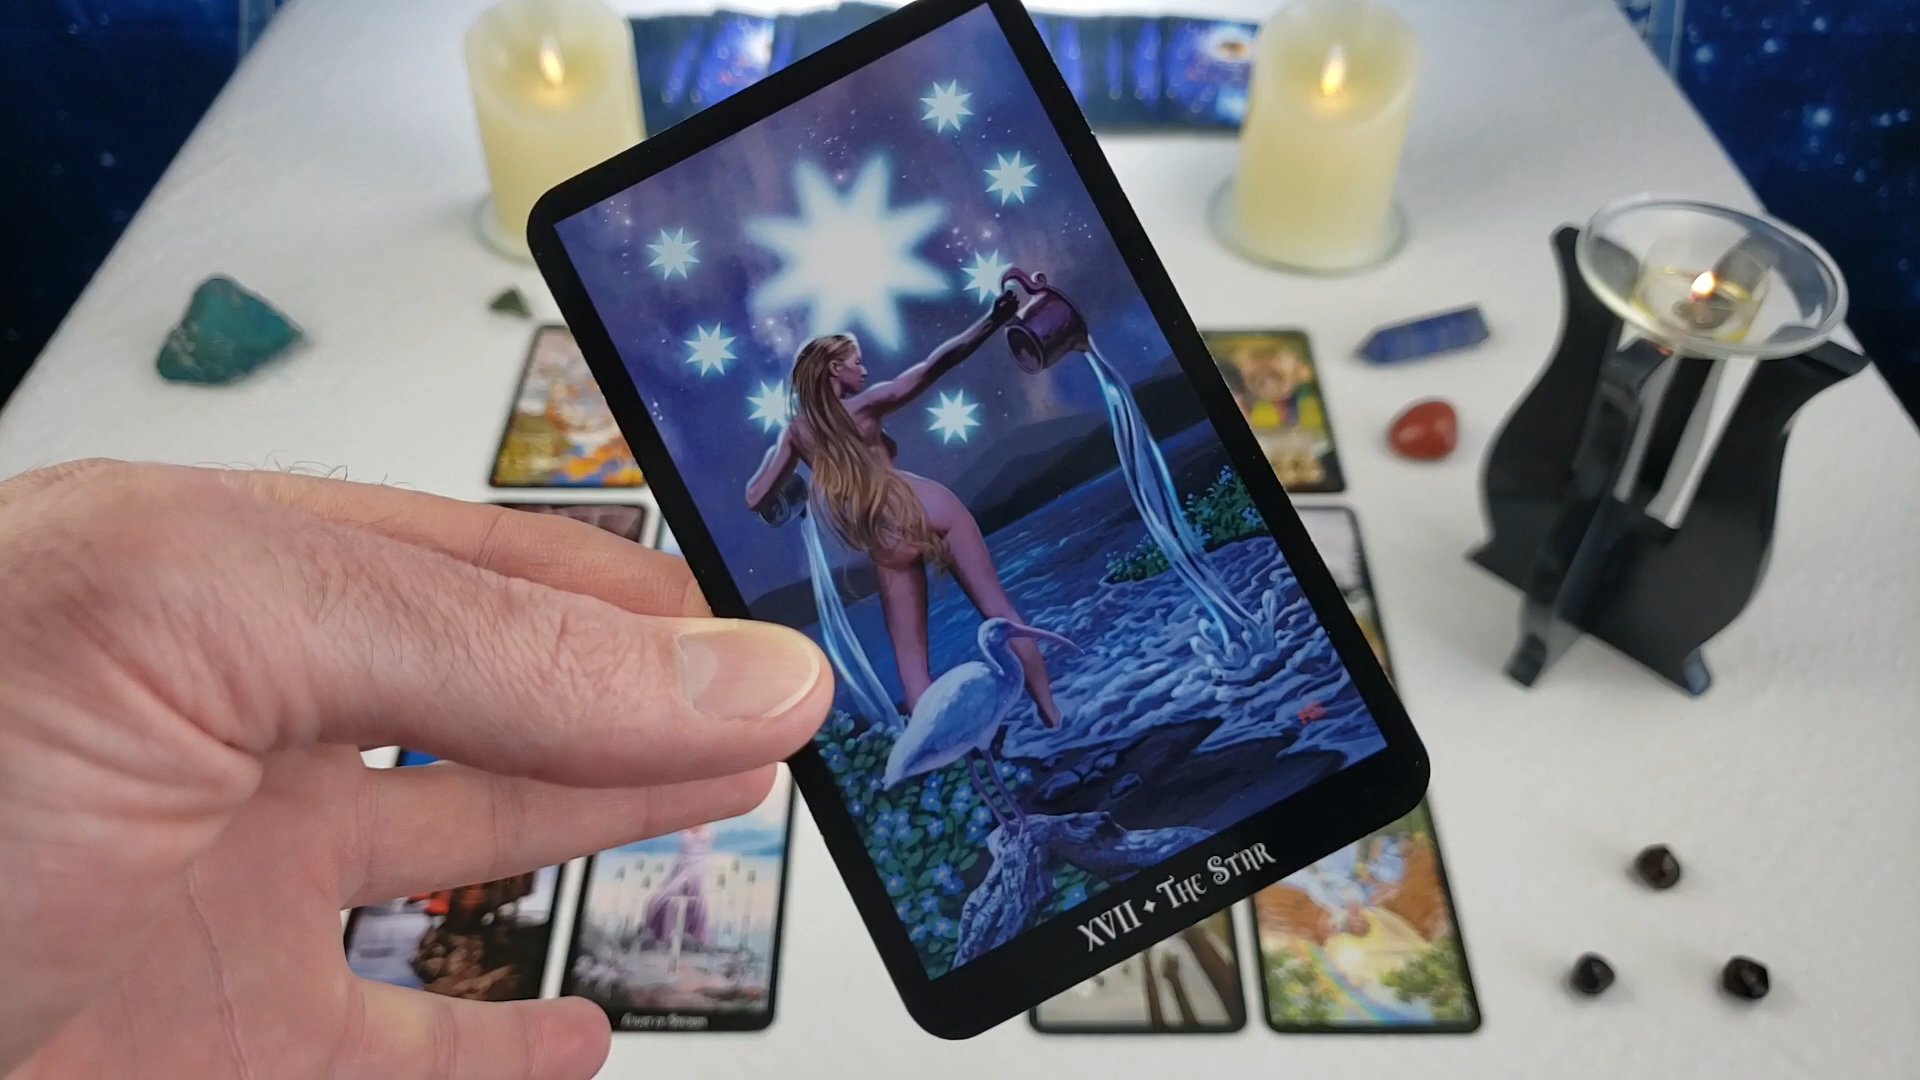 XVII ✦ The Star